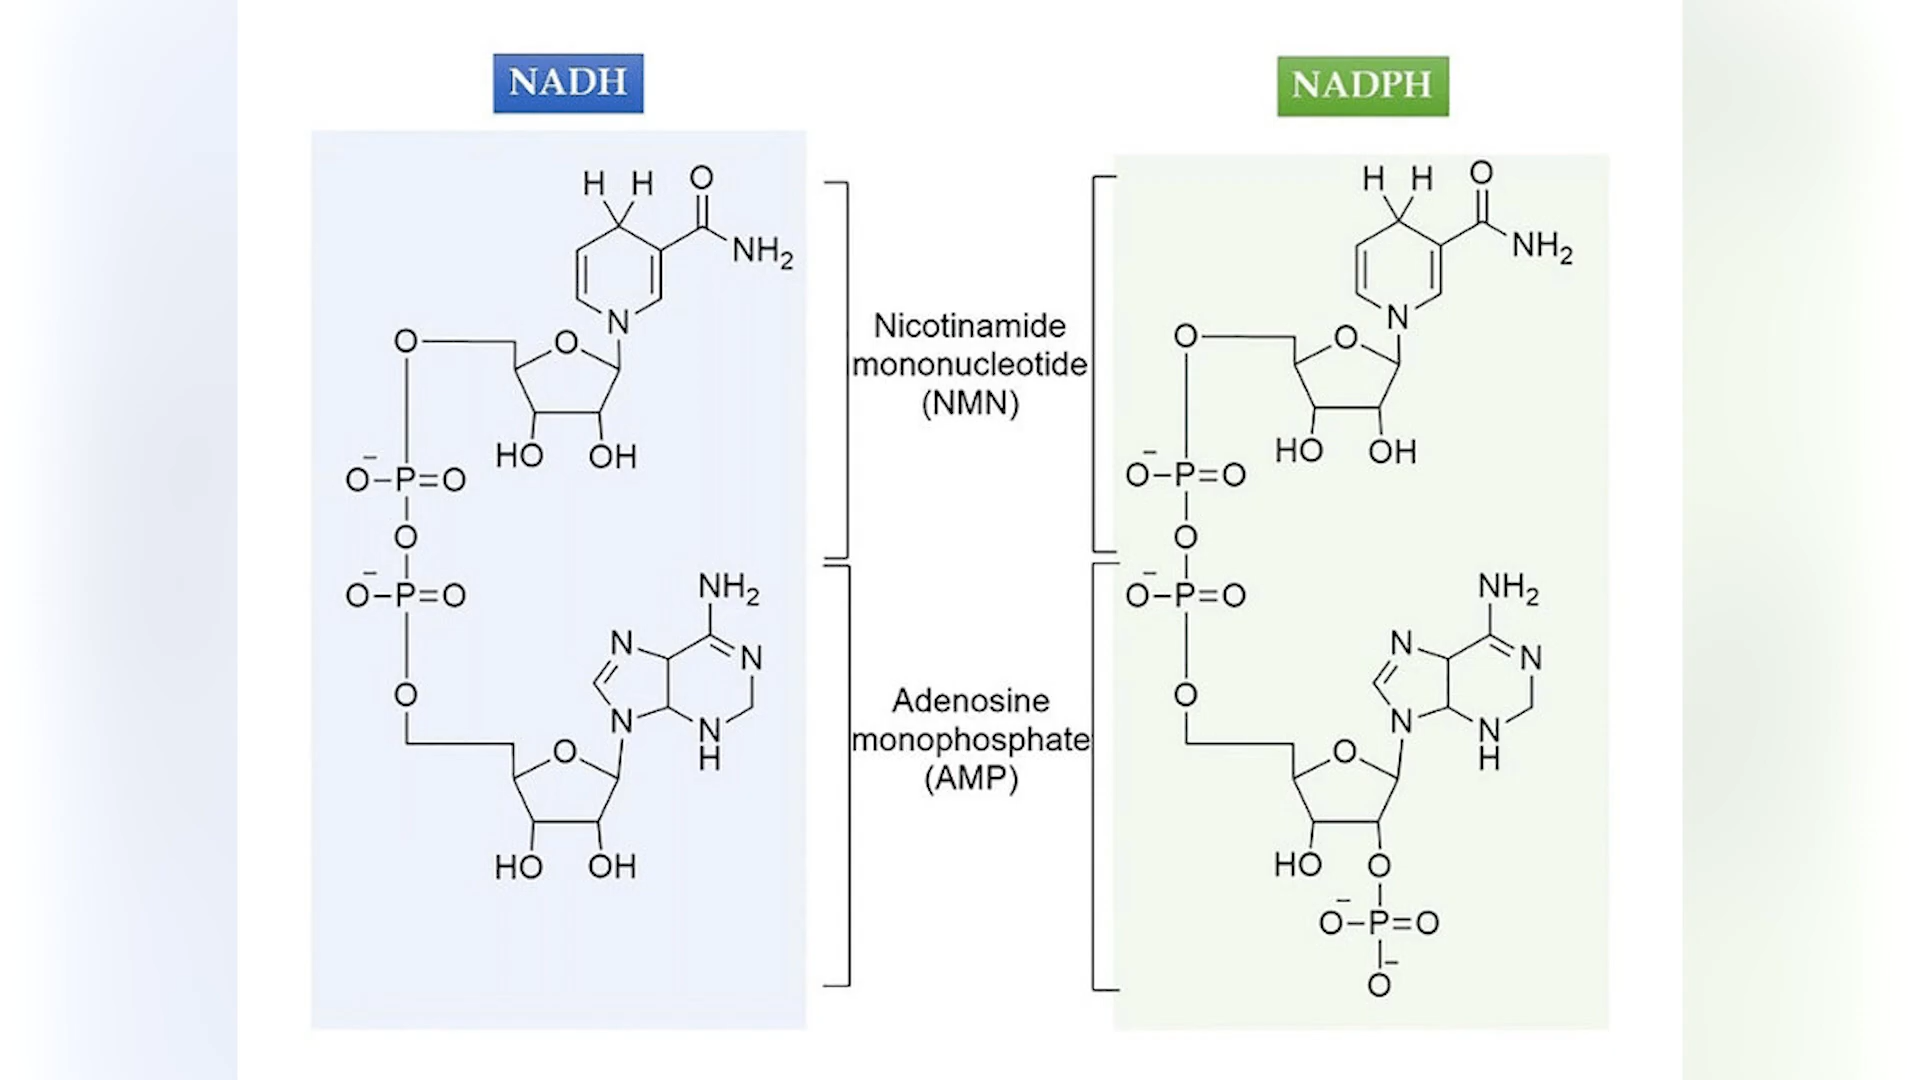 NADH
NADPH
H H O
NH2
N
O
O
HO OH
O–P=O
O
O–P=O
O
NH2
N
N
N
N
H
O
HO OH
Nicotinamide
mononucleotide
(NMN)
Adenosine
monophosphate
(AMP)
H H O
NH2
N
O
O
HO OH
O–P=O
O
O–P=O
O
NH2
N
N
N
N
H
O
HO O
O–P=O
O